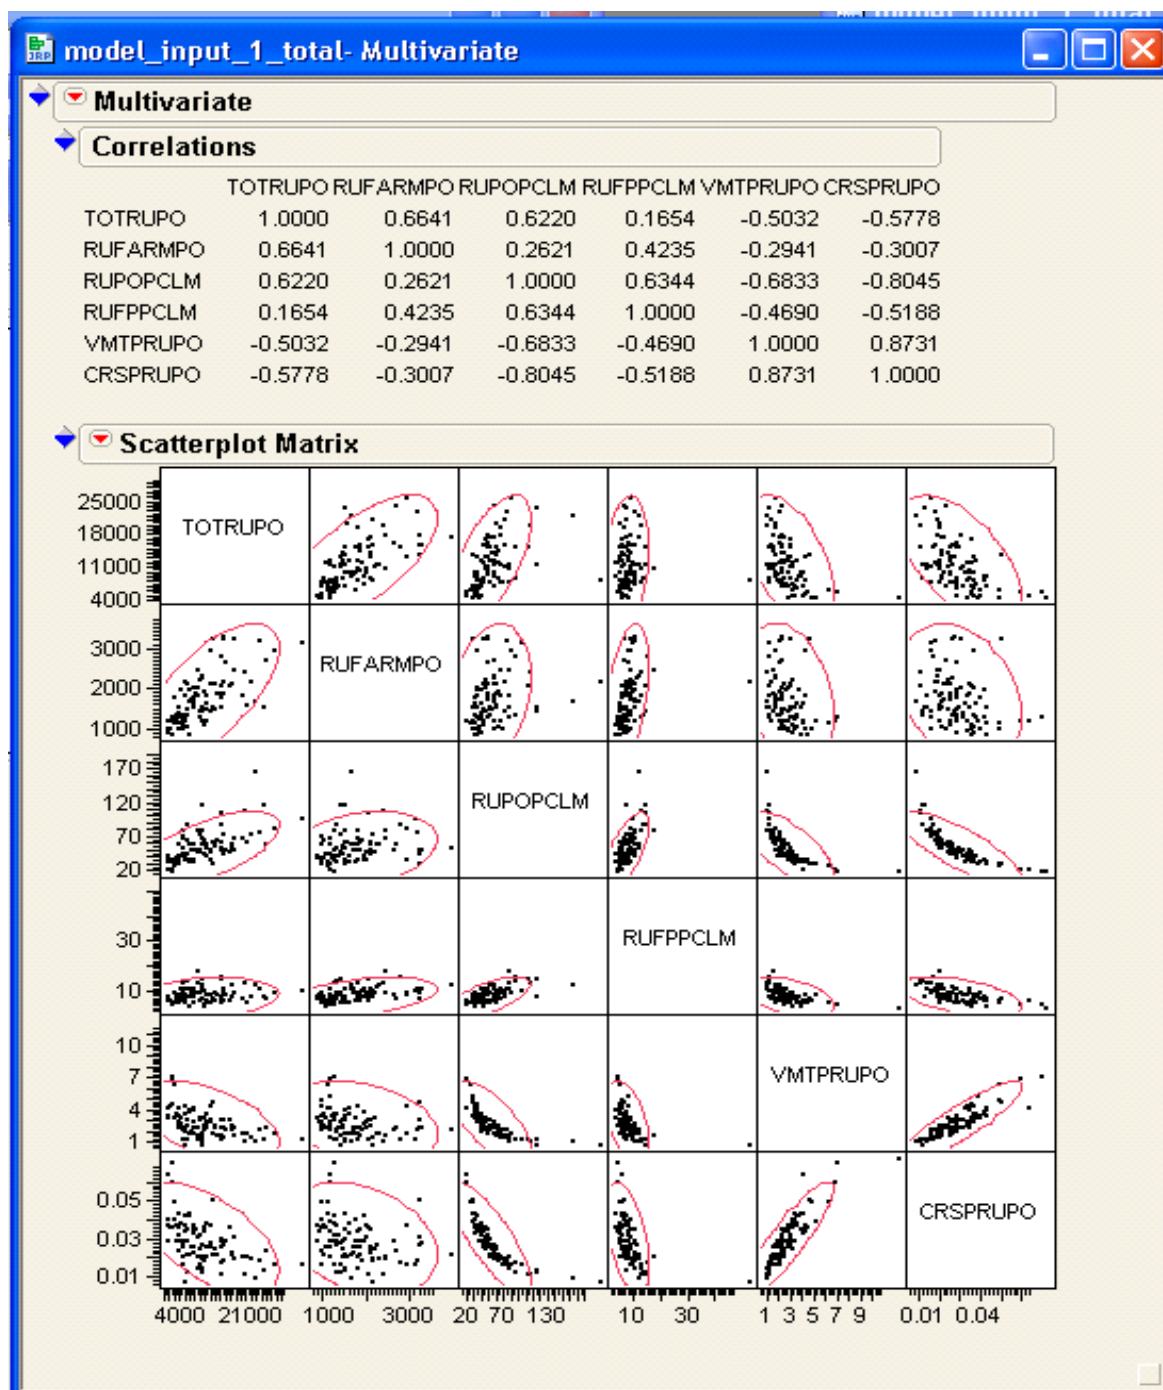 JRP model_input_1_total- Multivariate
Multivariate
Correlations
TOTRUPO RUFARMPO RUPOPCLM RUFPPCLM VMTPRUPO CRSPRUPO
TOTRUPO 1.0000 0.6641 0.6220 0.1654 -0.5032 -0.5778
RUFARMPO 0.6641 1.0000 0.2621 0.4235 -0.2941 -0.3007
RUPOPCLM 0.6220 0.2621 1.0000 0.6344 -0.6833 -0.8045
RUFPPCLM 0.1654 0.4235 0.6344 1.0000 -0.4690 -0.5188
VMTPRUPO -0.5032 -0.2941 -0.6833 -0.4690 1.0000 0.8731
CRSPRUPO -0.5778 -0.3007 -0.8045 -0.5188 0.8731 1.0000
Scatterplot Matrix
25000
18000
11000
4000
TOTRUPO
3000
2000
1000
RUFARMPO
170
120
70
20
RUPOPCLM
30
10
RUFPPCLM
10
7
4
1
VMTPRUPO
0.05
0.03
0.01
CRSPRUPO
4000 21000 1000 3000 20 70 130 10 30 1 3 5 7 9 0.01 0.04